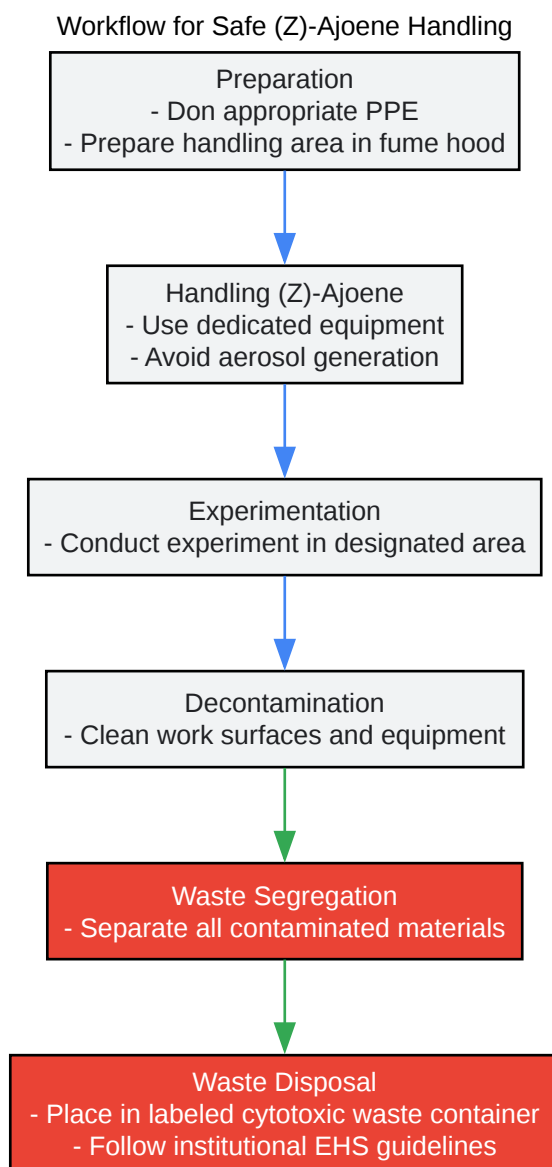 Workflow for Safe (Z)-Ajoene Handling
Preparation
- Don appropriate PPE
- Prepare handling area in fume hood
Handling (Z)-Ajoene
- Use dedicated equipment
- Avoid aerosol generation
Experimentation
- Conduct experiment in designated area
Decontamination
- Clean work surfaces and equipment
Waste Segregation
- Separate all contaminated materials
Waste Disposal
- Place in labeled cytotoxic waste container
- Follow institutional EHS guidelines